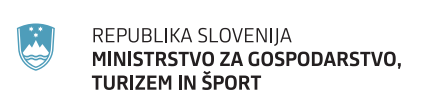 REPUBLIKA SLOVENIJA
MINISTRSTVO ZA GOSPODARSTVO,
TURIZEM IN ŠPORT